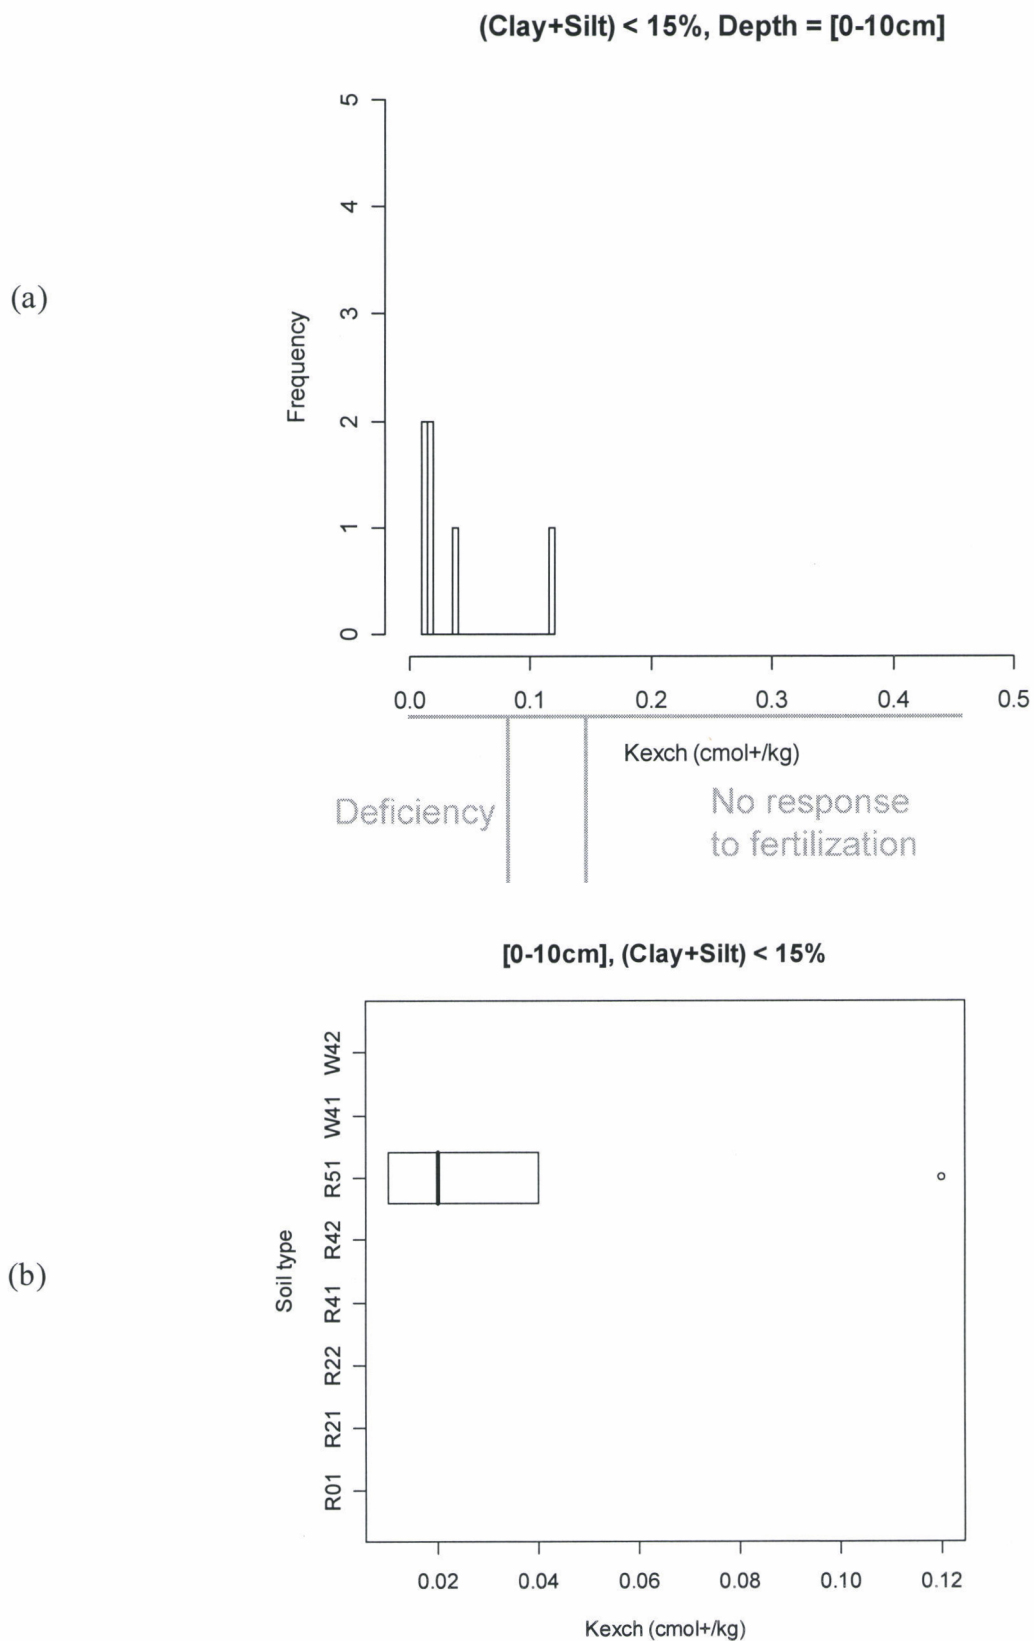 (Clay+Silt) < 15%, Depth = [0-10cm]
(a)
Frequency
5
4
3
2
1
0
0.0 0.1 0.2 0.3 0.4 0.5
Kexch (cmol+/kg)
Deficiency
No response
to fertilization
[0-10cm], (Clay+Silt) < 15%
(b)
Soil type
W42
W41
R51
R42
R41
R22
R21
R01
0.02 0.04 0.06 0.08 0.10 0.12
Kexch (cmol+/kg)